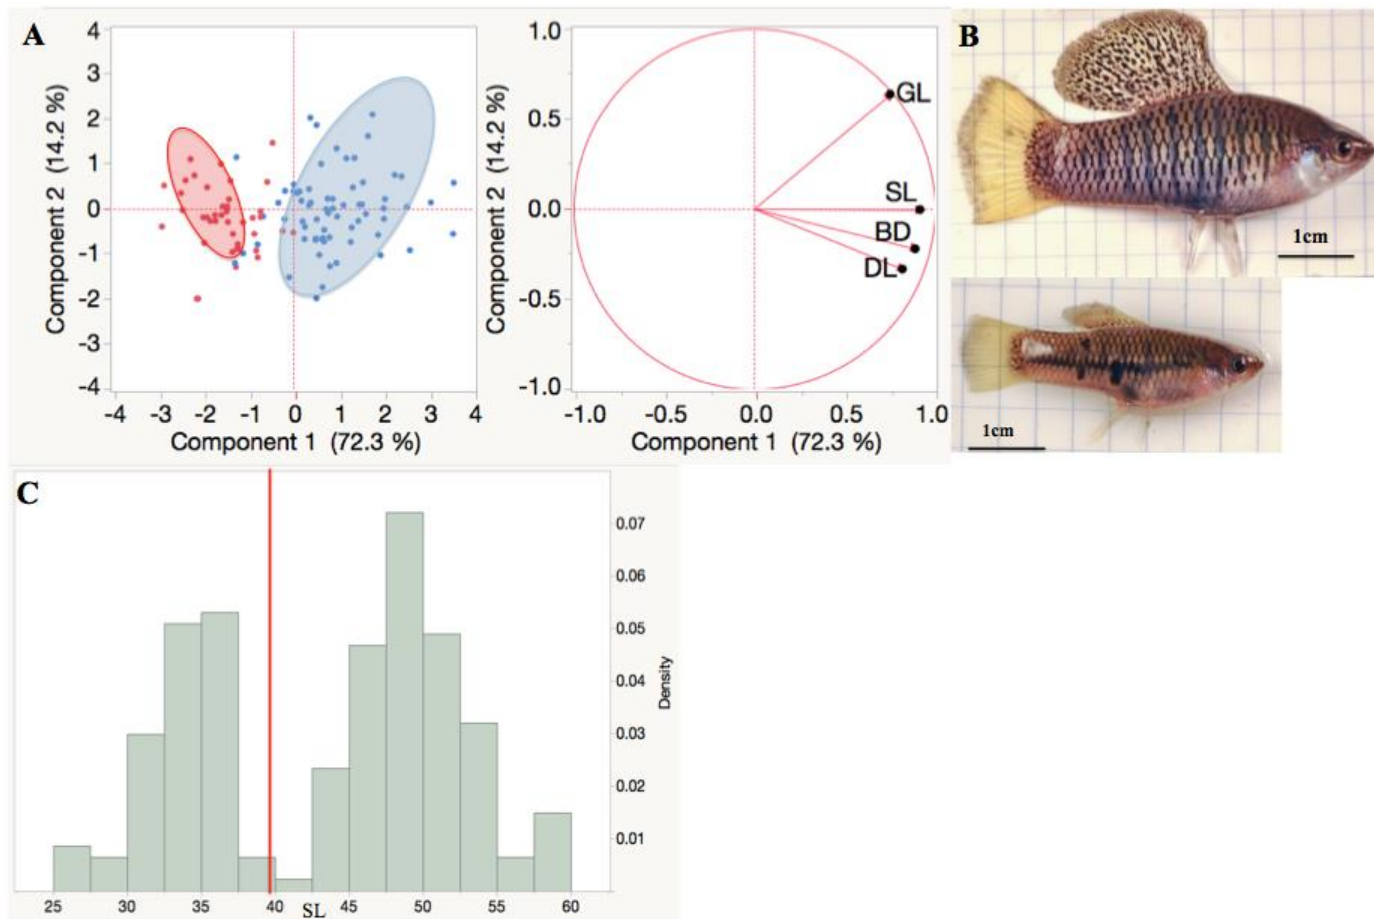 A
4
3
2
1
0
-1
-2
-3
-4
Component 2 (14.2 %)
-4 -3 -2 -1 0 1 2 3 4
Component 1 (72.3 %)
1.0
0.5
0.0
-0.5
-1.0
Component 2 (14.2 %)
GL
SL
BD
DL
-1.0 -0.5 0.0 0.5 1.0
Component 1 (72.3 %)
B
1cm
1cm
C
0.07
0.06
0.05
0.04
0.03
0.02
0.01
Density
25 30 35 40 45 50 55 60
SL